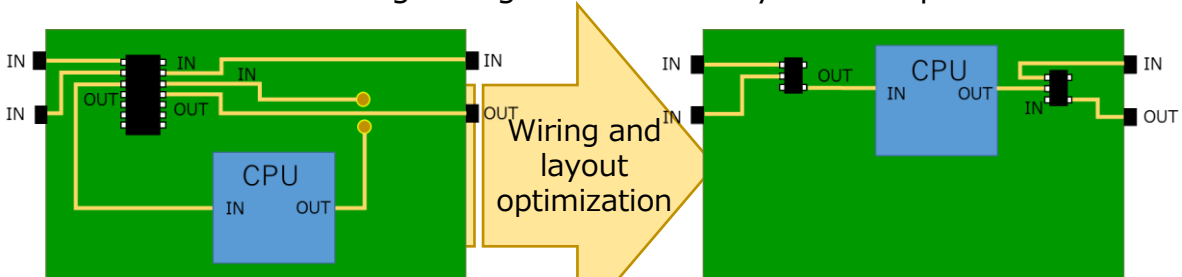 IN
IN
IN
IN
OUT
OUT
CPU
IN
OUT
IN
OUT
Wiring and
layout
optimization
IN
IN
OUT
CPU
IN
OUT
IN
IN
OUT